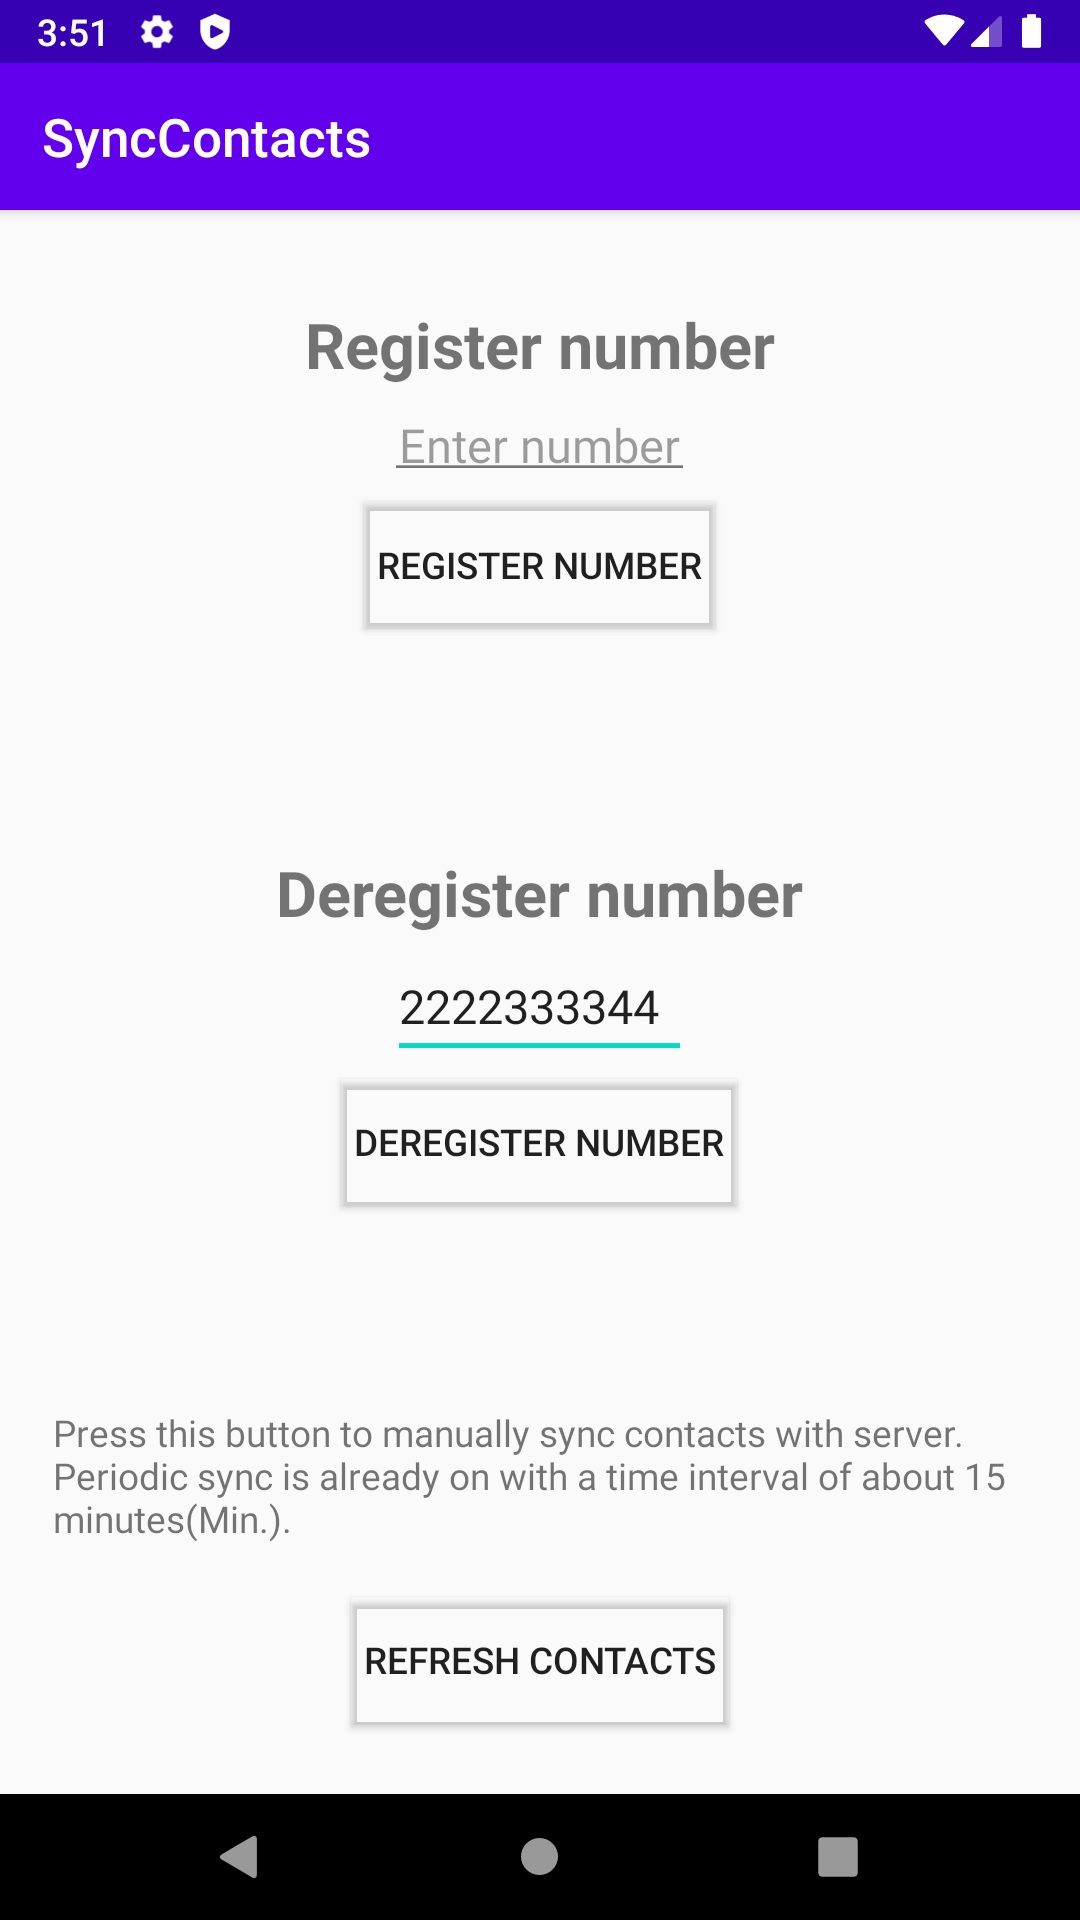 3:51
SyncContacts
Register number
Enter number
REGISTER NUMBER
Deregister number
2222333344
DEREGISTER NUMBER
Press this button to manually sync contacts with server.
Periodic sync is already on with a time interval of about 15
minutes(Min.).
REFRESH CONTACTS